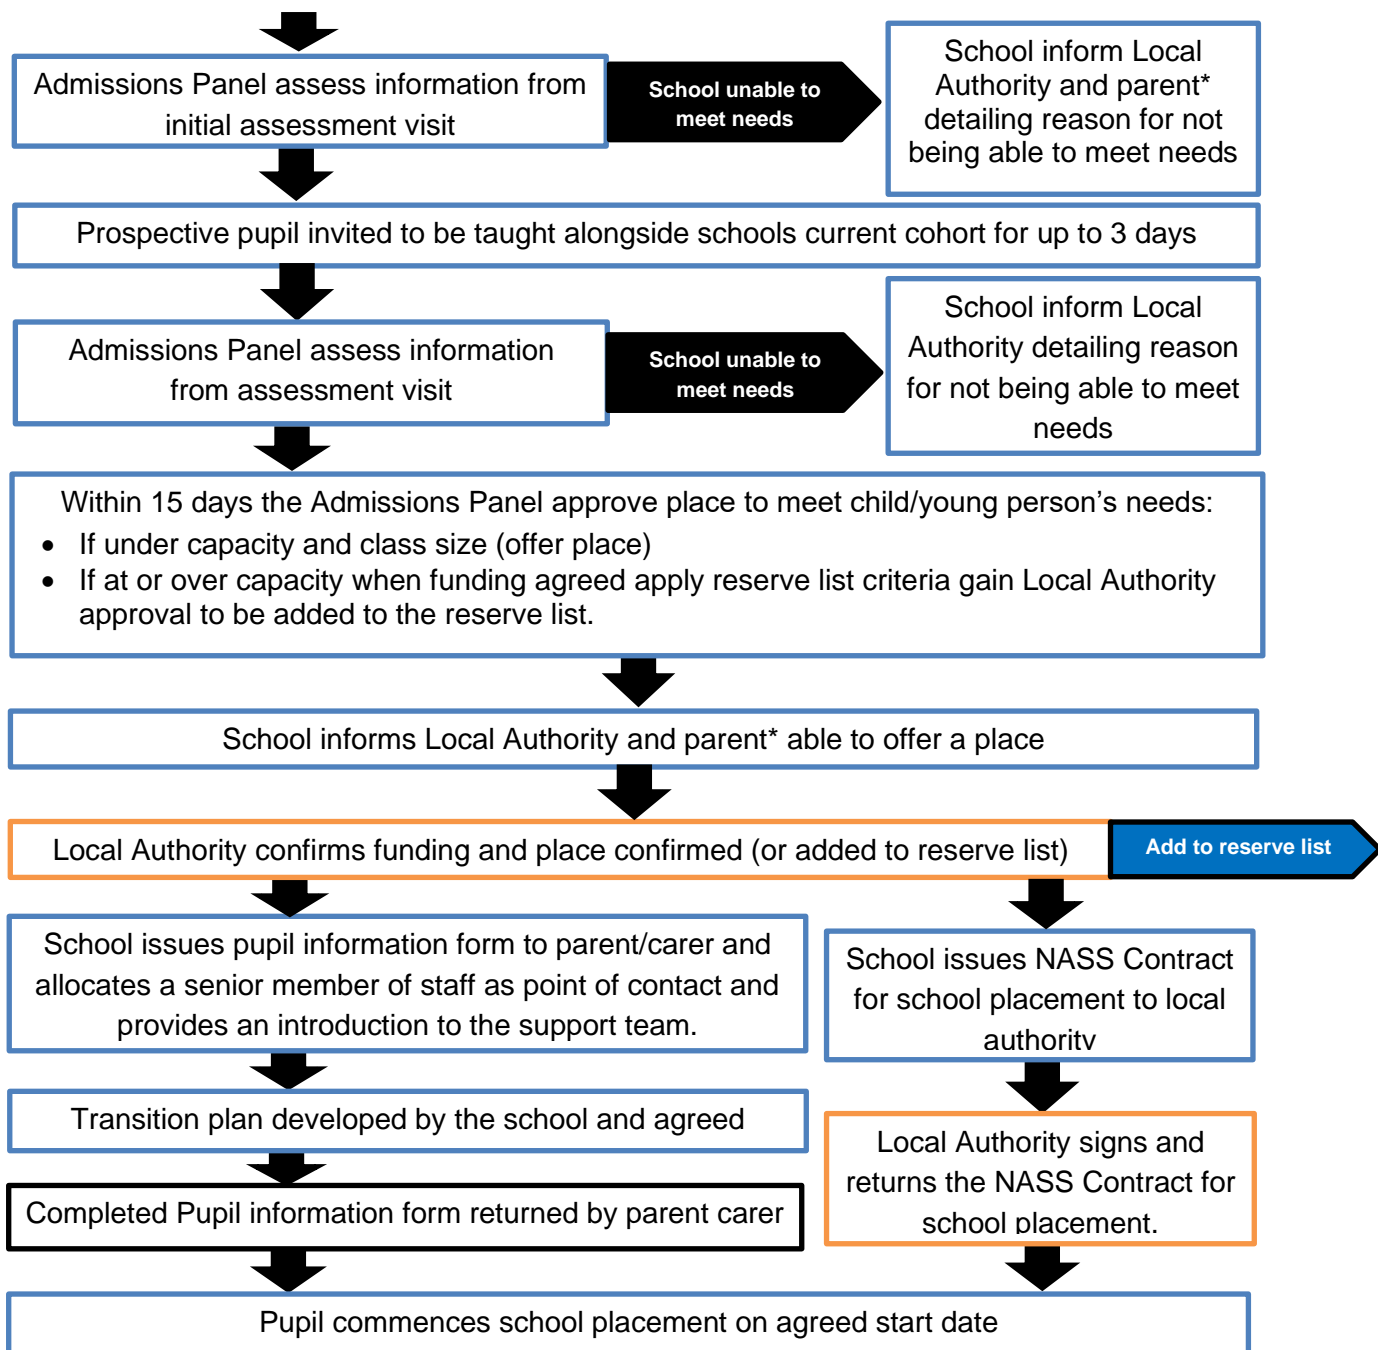 Admissions Panel assess information from
initial assessment visit
School unable to
meet needs
School inform Local
Authority and parent*
detailing reason for not
being able to meet needs
Prospective pupil invited to be taught alongside schools current cohort for up to 3 days
Admissions Panel assess information
from assessment visit
School unable to
meet needs
School inform Local
Authority detailing reason
for not being able to meet
needs
Within 15 days the Admissions Panel approve place to meet child/young person’s needs:
• If under capacity and class size (offer place)
• If at or over capacity when funding agreed apply reserve list criteria gain Local Authority
approval to be added to the reserve list.
School informs Local Authority and parent* able to offer a place
Local Authority confirms funding and place confirmed (or added to reserve list)
Add to reserve list
School issues pupil information form to parent/carer and
allocates a senior member of staff as point of contact and
provides an introduction to the support team.
School issues NASS Contract
for school placement to local
authority
Transition plan developed by the school and agreed
Local Authority signs and
returns the NASS Contract for
school placement.
Completed Pupil information form returned by parent carer
Pupil commences school placement on agreed start date